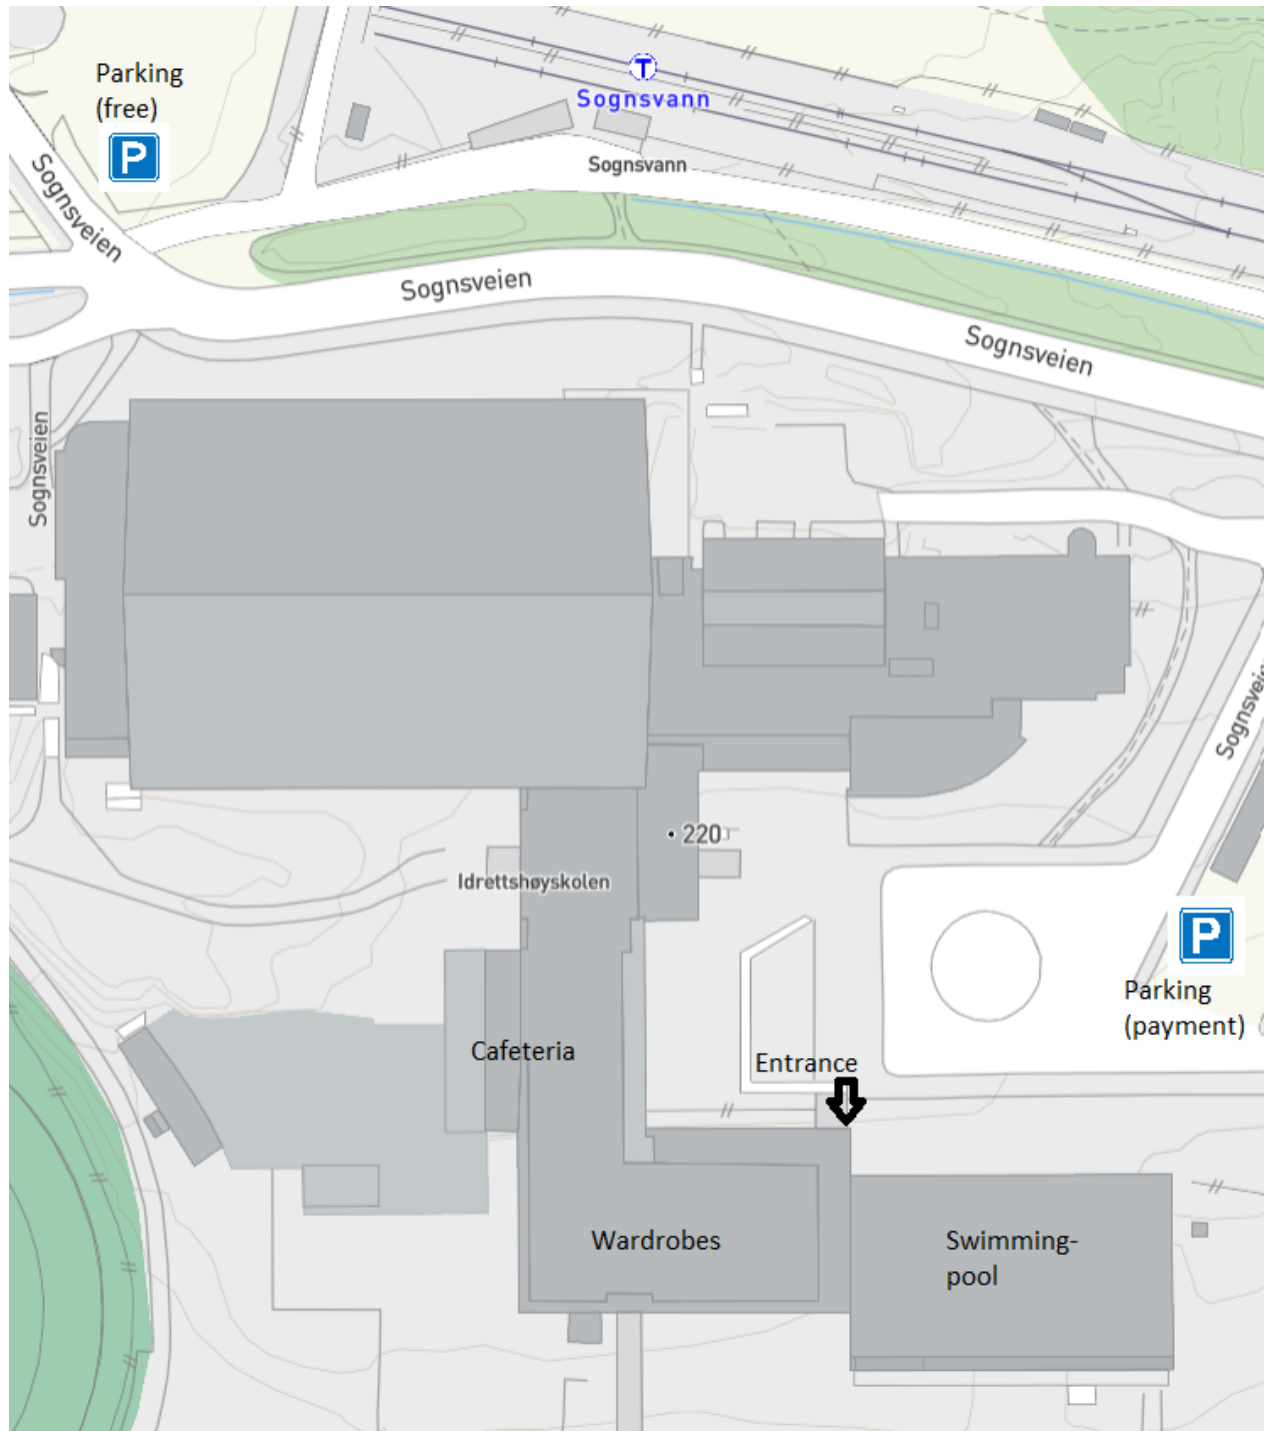 Parking
(free)
P
T
Sognsvann
Sognsvann
Sognsveien
Sognsveien
Sognsveien
Sognsveien
Sognsvei
220
Idrettshøyskolen
P
Parking
(payment)
Cafeteria
Entrance
Wardrobes
Swimming-
pool